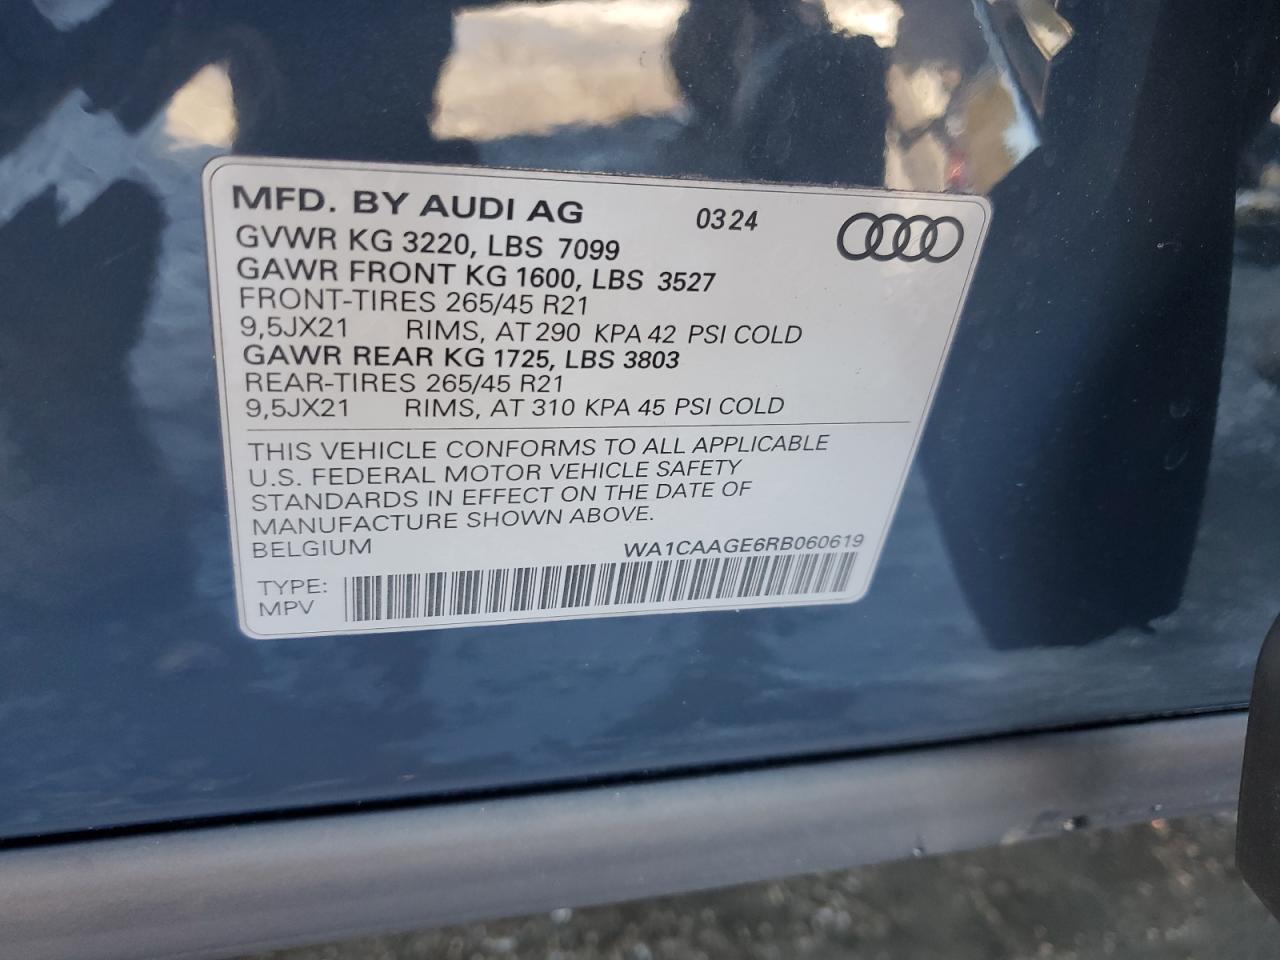 MFD. BY AUDI AG 03 24
GVWR KG 3220, LBS 7099
GAWR FRONT KG 1600, LBS 3527
FRONT-TIRES 265/45 R21
9,5JX21 RIMS, AT 290 KPA 42 PSI COLD
GAWR REAR KG 1725, LBS 3803
REAR-TIRES 265/45 R21
9,5JX21 RIMS, AT 310 KPA 45 PSI COLD
THIS VEHICLE CONFORMS TO ALL APPLICABLE
U.S. FEDERAL MOTOR VEHICLE SAFETY
STANDARDS IN EFFECT ON THE DATE OF
MANUFACTURE SHOWN ABOVE.
BELGIUM WA1CAAGE6RB060619
TYPE:
MPV